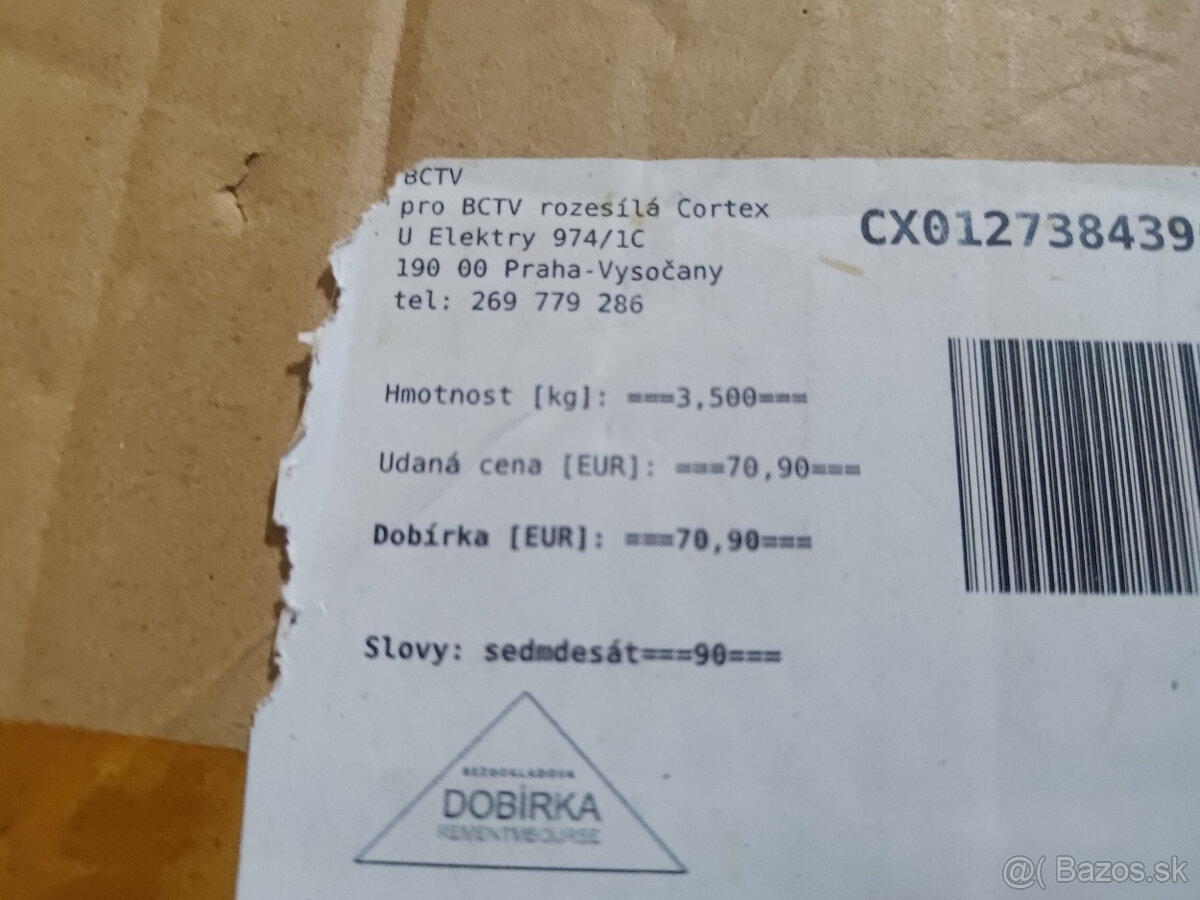 BCTV
pro BCTV rozesílá Cortex
U Elektry 974/1C
190 00 Praha-Vysočany
tel: 269 779 286
CX012738439
Hmotnost [kg]: ===3,500===
Udaná cena [EUR]: ===70,90===
Dobírka [EUR]: ===70,90===
Slovy: sedmdesát===90===
DOBÍRKA
@( Bazos.sk